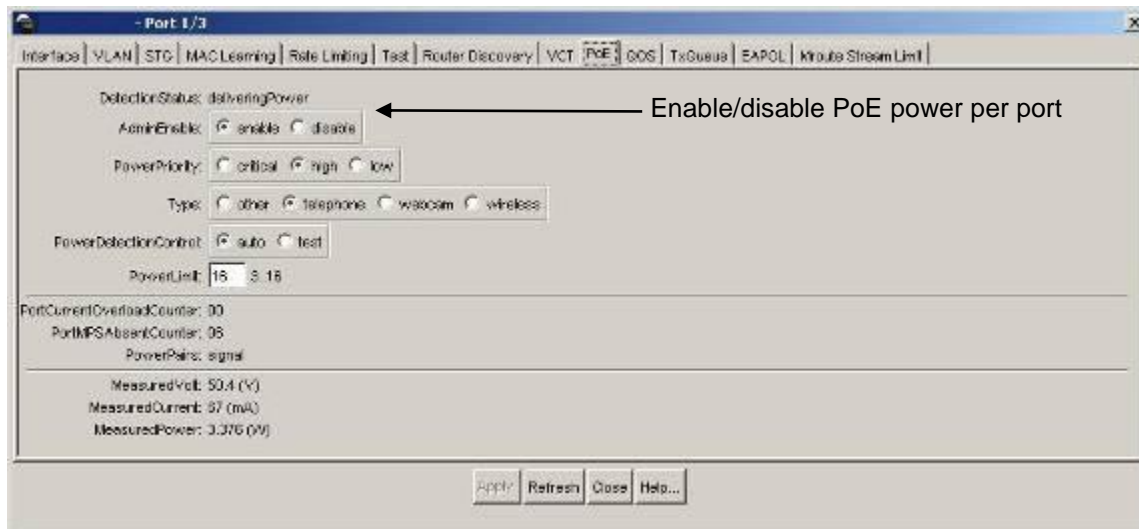 - Port 1/3
Interface | VLAN | STG | MAC Learning | Rate Limiting | Test | Router Discovery | VCT | PoE | QOS | TxQueue | EAPOL | Mroute Stream Limit |
DetectionStatus: deliveringPower
Enable/disable PoE power per port
AdminEnable: enable disable
PowerPriority: critical high low
Type: other telephone webcam wireless
PowerDetectionControl: auto test
PowerLimit: 16 3..16
PortCurrentOverloadCounter: 00
PortMPSAbsentCounter: 06
PowerPairs: signal
MeasuredVolt: 50.4 (V)
MeasuredCurrent: 67 (mA)
MeasuredPower: 3.376 (W)
Apply Refresh Close Help...